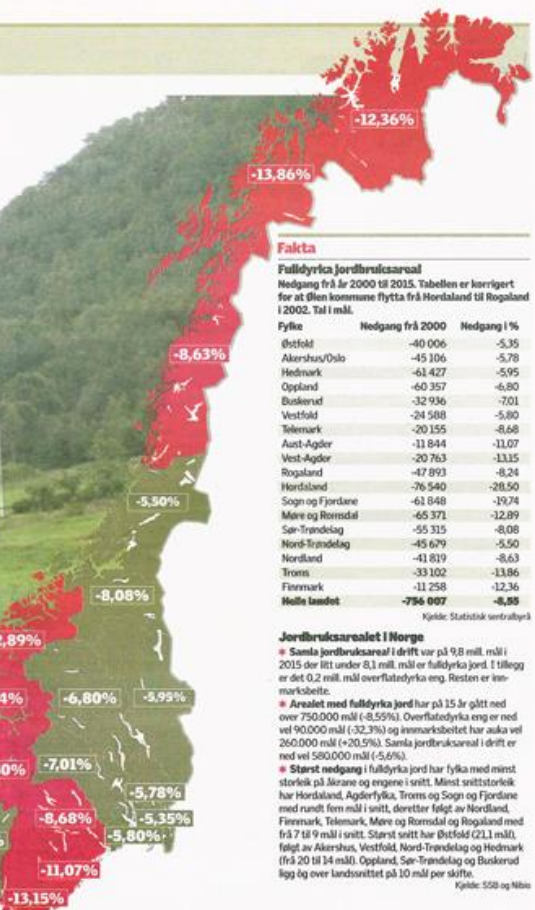 -12,36%
-13,86%
-8,63%
-5,50%
-8,08%
2,89%
4%
-6,80%
-5,95%
0%
-7,01%
-5,78%
-8,68%
-5,35%
-5,80%
-11,07%
-13,15%
Fakta
Fulldyrka jordbruksareal
Nedgang frå år 2000 til 2015. Tabellen er korrigert
for at Ølen kommune flytta frå Hordaland til Rogaland
i 2002. Tal i mål.
Fylke Nedgang frå 2000 Nedgang i %
Østfold -40 006 -5,35
Akershus/Oslo -45 106 -5,78
Hedmark -61 427 -5,95
Oppland -60 357 -6,80
Buskerud -32 936 -7,01
Vestfold -24 588 -5,80
Telemark -20 155 -8,68
Aust-Agder -11 844 -11,07
Vest-Agder -20 763 -13,15
Rogaland -47 893 -8,24
Hordaland -76 540 -28,50
Sogn og Fjordane -61 848 -19,74
Møre og Romsdal -65 371 -12,89
Sør-Trøndelag -55 315 -8,08
Nord-Trøndelag -45 679 -5,50
Nordland -41 819 -8,63
Troms -33 102 -13,86
Finnmark -11 258 -12,36
Heile landet -756 007 -8,55
Kjelde: Statistisk sentralbyrå
Jordbruksarealet i Norge
* Samla jordbruksareal i drift var på 9,8 mill. mål i
2015 der litt under 8,1 mill. mål er fulldyrka jord. I tillegg
er det 0,2 mill. mål overflatedyrka eng. Resten er inn-
marksbeite.
* Arealet med fulldyrka jord har på 15 år gått ned
over 750.000 mål (-8,55%). Overflatedyrka eng er ned
vel 90.000 mål (-32,3%) og innmarksbeitet har auka vel
260.000 mål (+20,5%). Samla jordbruksareal i drift er
ned vel 580.000 mål (-5,6%).
* Størst nedgang i fulldyrka jord har fylka med minst
storleik på åkrane og engene i snitt. Minst snittstorleik
har Hordaland, Agderfylka, Troms og Sogn og Fjordane
med rundt fem mål i snitt, deretter følgt av Nordland,
Finnmark, Telemark, Møre og Romsdal og Rogaland med
frå 7 til 9 mål i snitt. Størst snitt har Østfold (21,1 mål),
følgt av Akershus, Vestfold, Nord-Trøndelag og Hedmark
(frå 20 til 14 mål). Oppland, Sør-Trøndelag og Buskerud
ligg òg over landssnittet på 10 mål per skifte.
Kjelde: SSB og Nibio